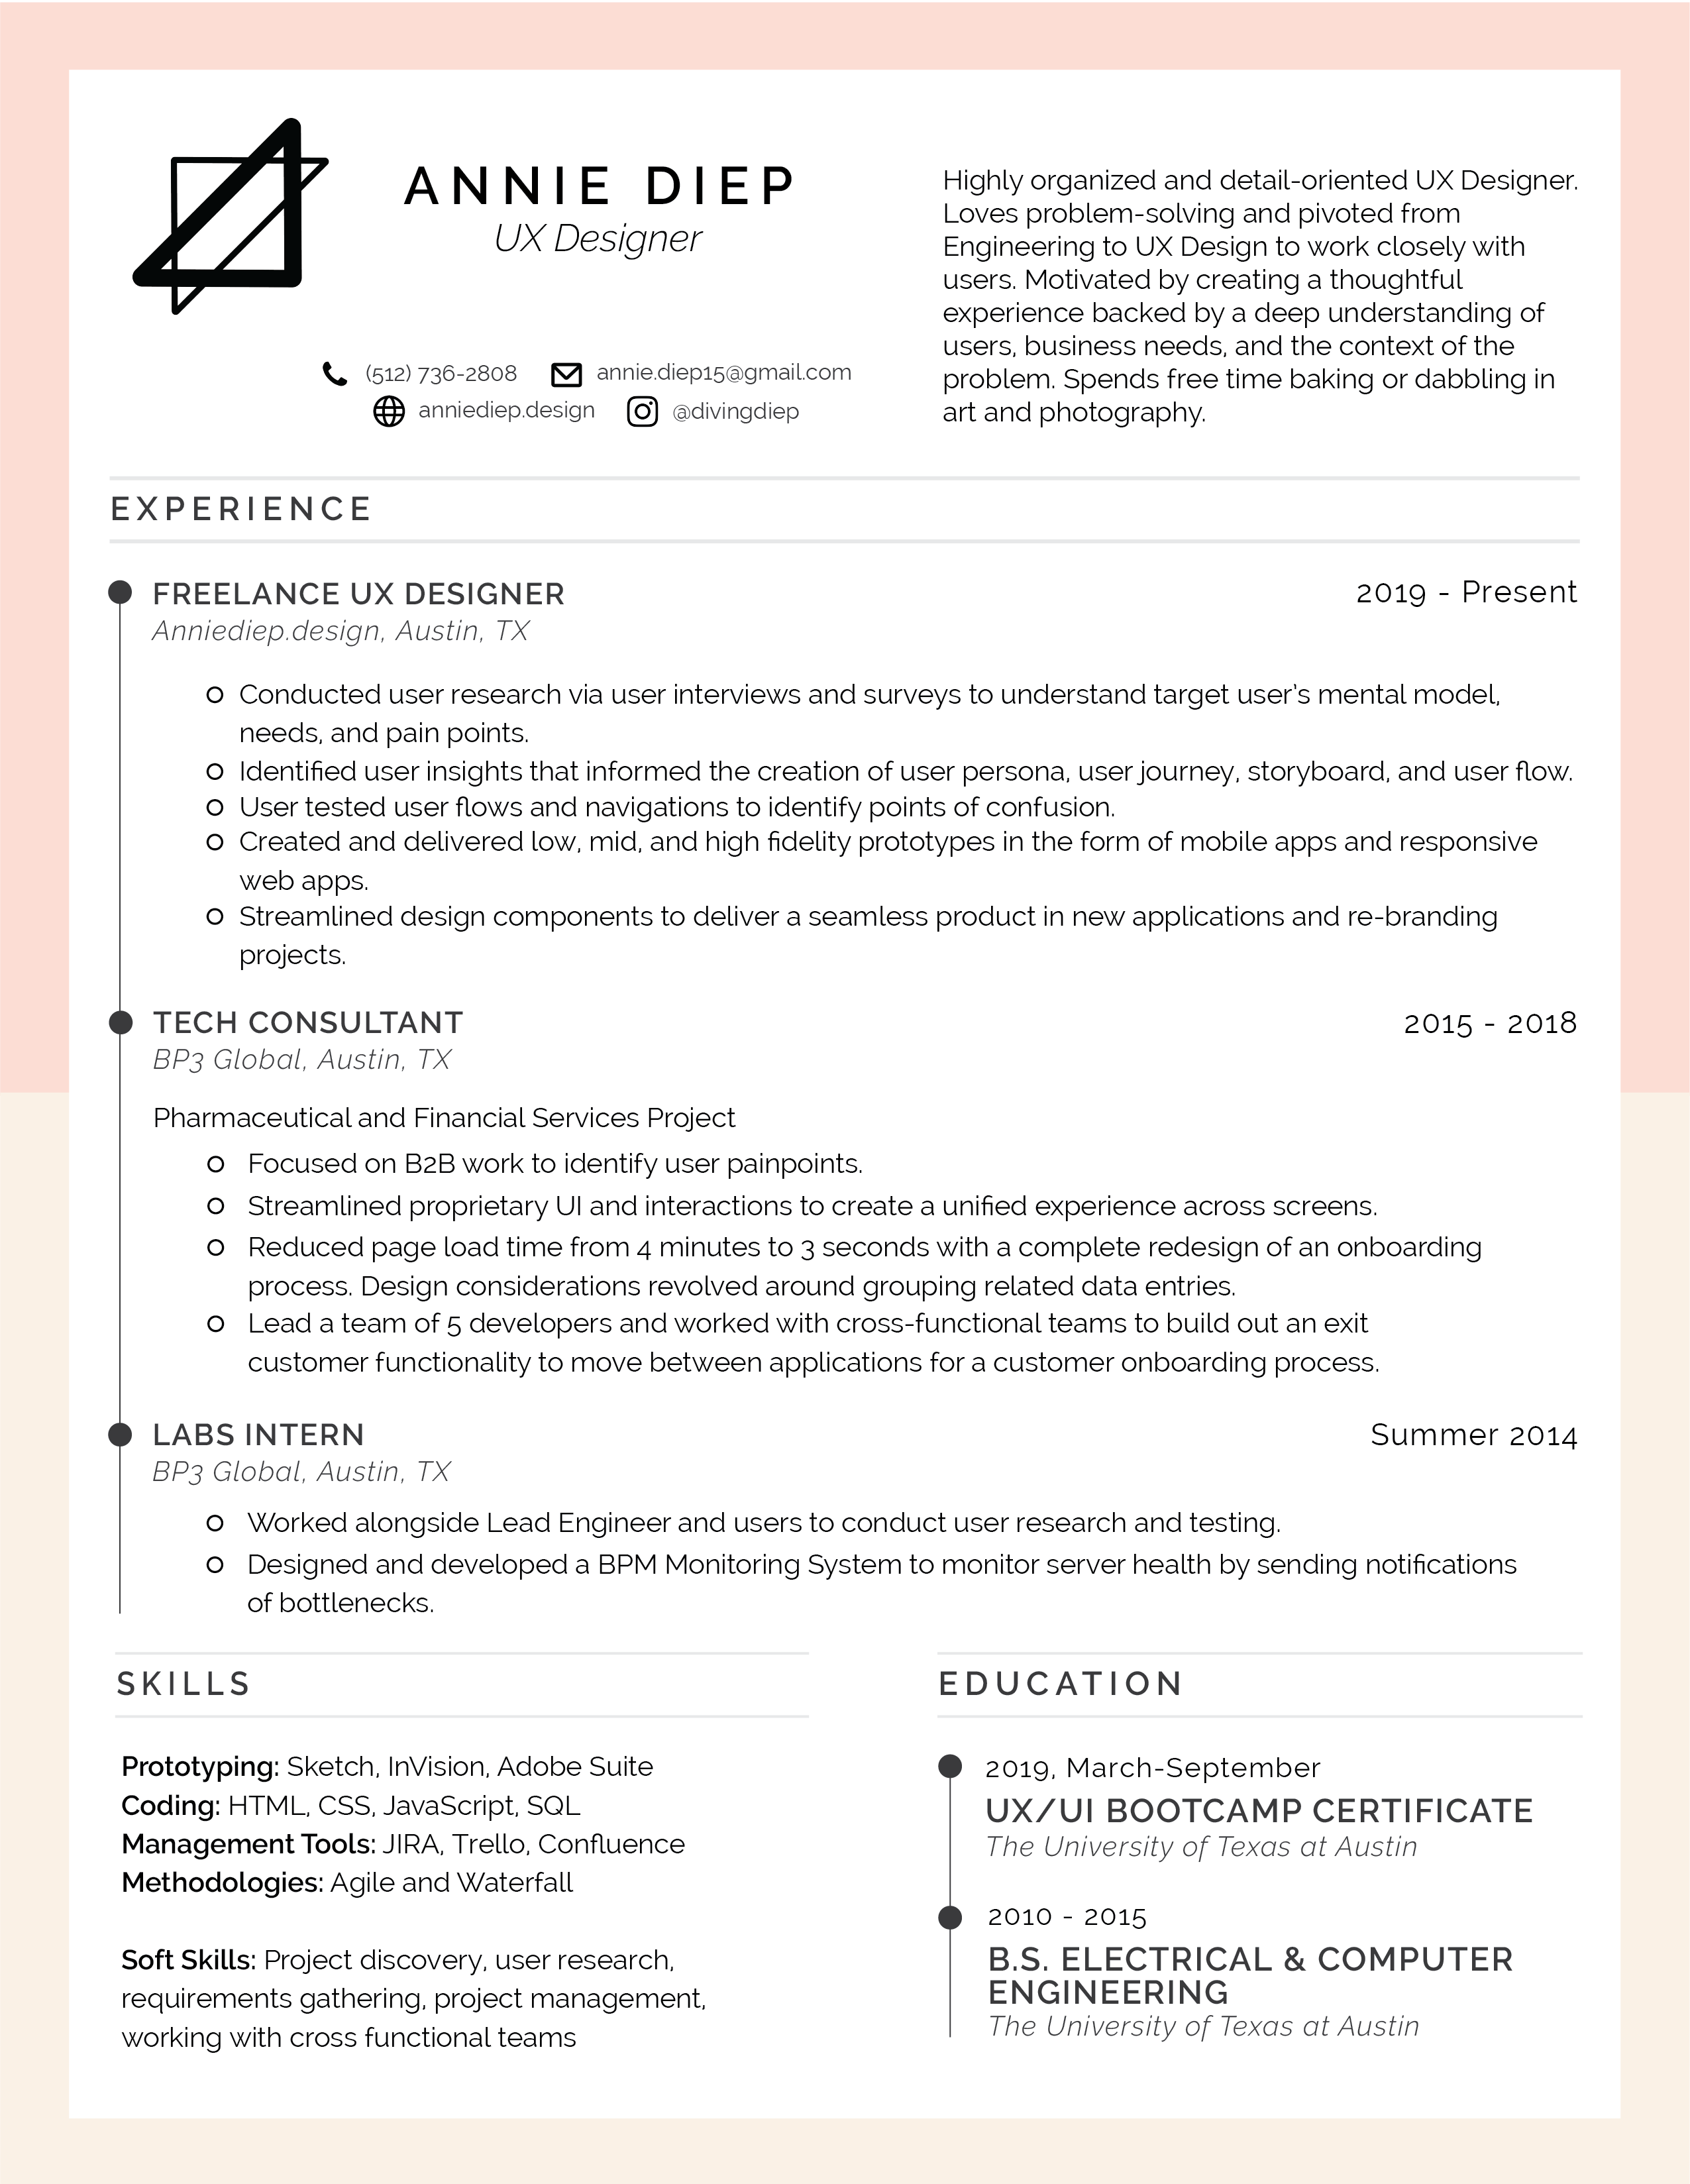 ANNIE DIEP
UX Designer
(512) 736-2808
annie.diep15@gmail.com
anniediep.design
@divingdiep
Highly organized and detail-oriented UX Designer.
Loves problem-solving and pivoted from
Engineering to UX Design to work closely with
users. Motivated by creating a thoughtful
experience backed by a deep understanding of
users, business needs, and the context of the
problem. Spends free time baking or dabbling in
art and photography.
EXPERIENCE
FREELANCE UX DESIGNER
2019 - Present
Anniediep.design, Austin, TX
Conducted user research via user interviews and surveys to understand target user's mental model,
needs, and pain points.
Identified user insights that informed the creation of user persona, user journey, storyboard, and user flow.
User tested user flows and navigations to identify points of confusion.
Created and delivered low, mid, and high fidelity prototypes in the form of mobile apps and responsive
web apps.
Streamlined design components to deliver a seamless product in new applications and re-branding
projects.
TECH CONSULTANT
2015 - 2018
BP3 Global, Austin, TX
Pharmaceutical and Financial Services Project
Focused on B2B work to identify user painpoints.
Streamlined proprietary UI and interactions to create a unified experience across screens.
Reduced page load time from 4 minutes to 3 seconds with a complete redesign of an onboarding
process. Design considerations revolved around grouping related data entries.
Lead a team of 5 developers and worked with cross-functional teams to build out an exit
customer functionality to move between applications for a customer onboarding process.
LABS INTERN
Summer 2014
BP3 Global, Austin, TX
Worked alongside Lead Engineer and users to conduct user research and testing.
Designed and developed a BPM Monitoring System to monitor server health by sending notifications
of bottlenecks.
SKILLS
Prototyping: Sketch, InVision, Adobe Suite
Coding: HTML, CSS, JavaScript, SQL
Management Tools: JIRA, Trello, Confluence
Methodologies: Agile and Waterfall
Soft Skills: Project discovery, user research,
requirements gathering, project management,
working with cross functional teams
EDUCATION
2019, March-September
UX/UI BOOTCAMP CERTIFICATE
The University of Texas at Austin
2010 - 2015
B.S. ELECTRICAL & COMPUTER
ENGINEERING
The University of Texas at Austin